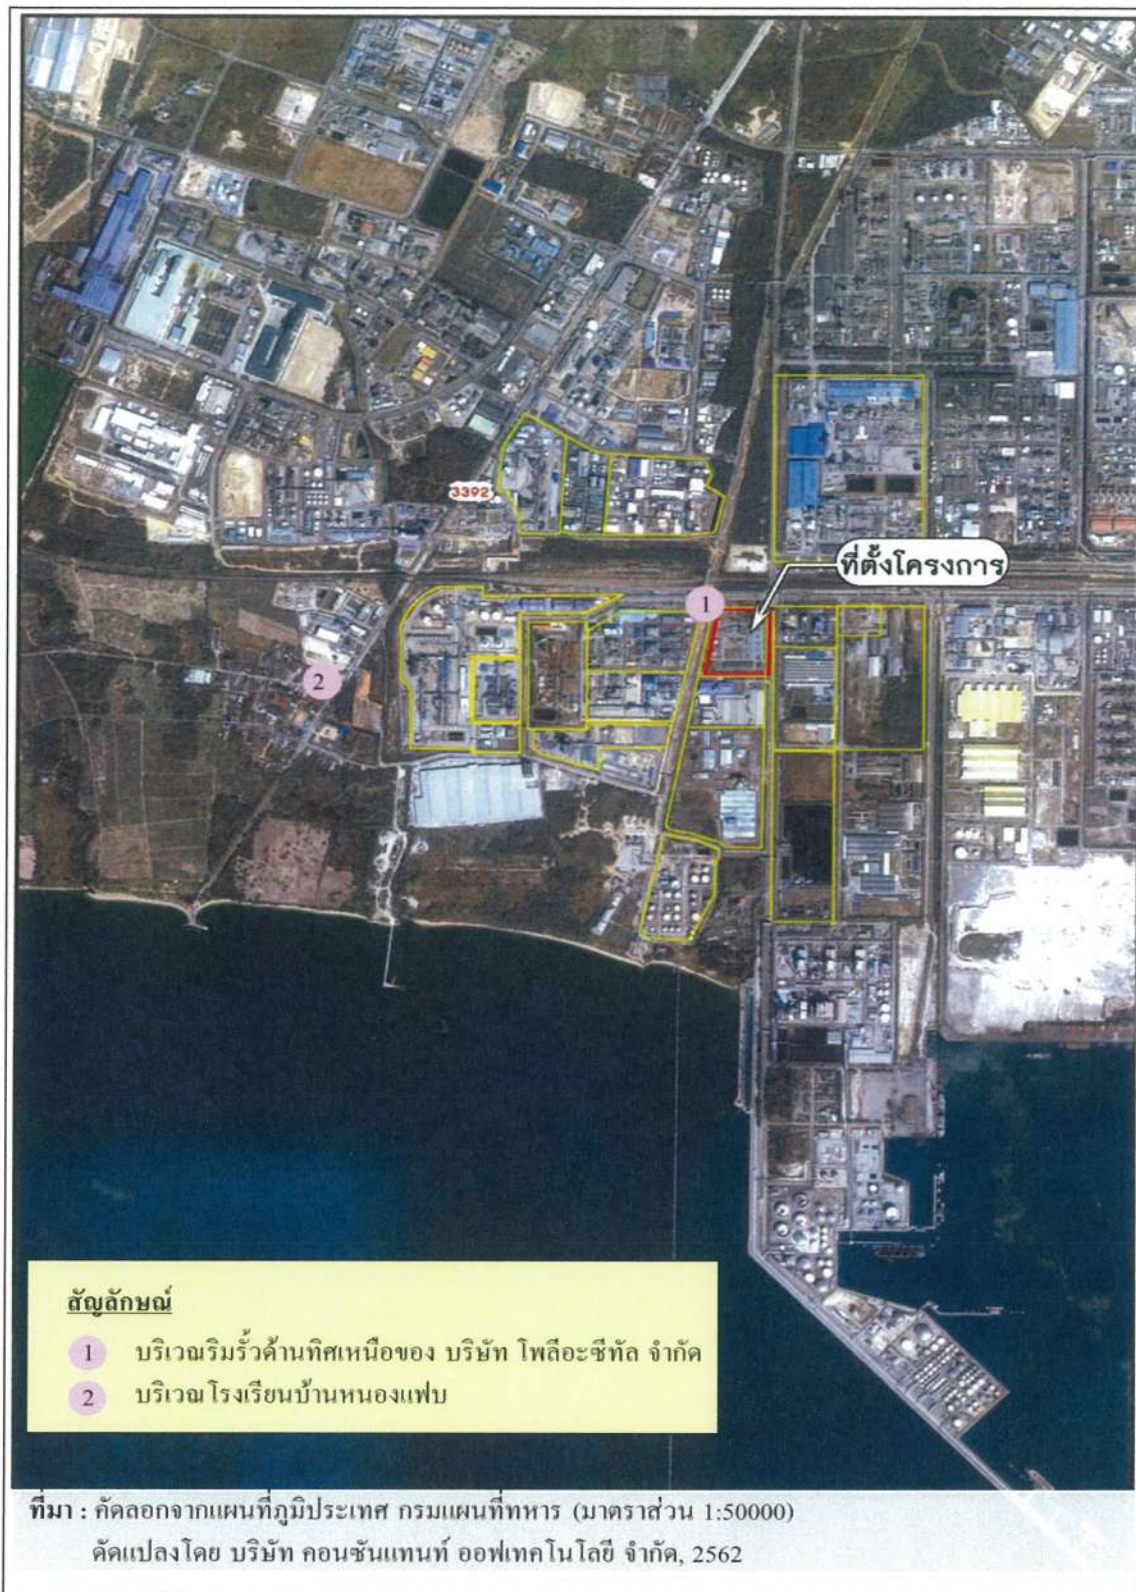 3392
ที่ตั้งโครงการ
1
2
สัญลักษณ์
1 บริเวณริมรั้วด้านทิศเหนือของ บริษัท โพลีอะซีทัล จำกัด
2 บริเวณโรงเรียนบ้านหนองแฟบ
ที่มา : คัดลอกจากแผนที่ภูมิประเทศ กรมแผนที่ทหาร (มาตราส่วน 1:50000)
ดัดแปลงโดย บริษัท คอนซัลแทนท์ ออฟเทคโนโลยี จำกัด, 2562